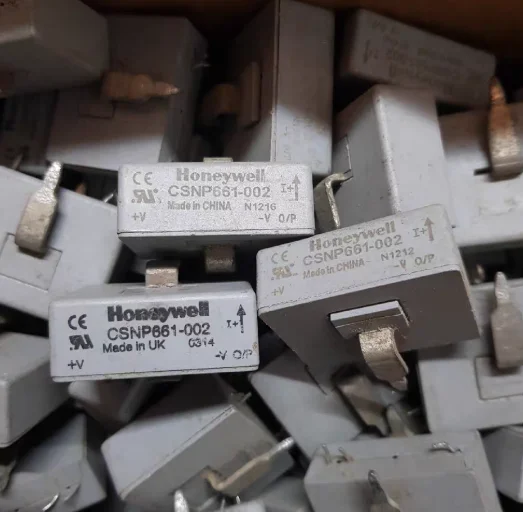 CE Honeywell
CSNP661-002 I+
Made in CHINA N1216
+V -V O/P
CE Honeywell
CSNP661-002 I+
Made in CHINA N1212
+V -V O/P
CE Honeywell
CSNP661-002 I+
Made in UK 0314
+V -V O/P